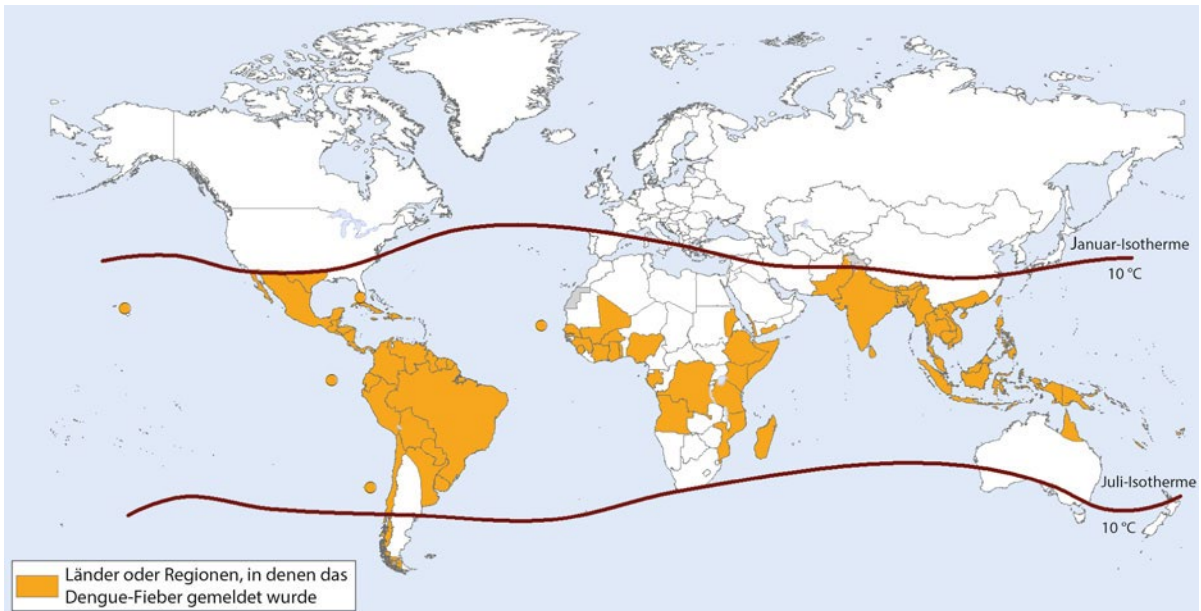 Januar-Isotherme
10 °C
Juli-Isotherme
10 °C
Länder oder Regionen, in denen das
Dengue-Fieber gemeldet wurde